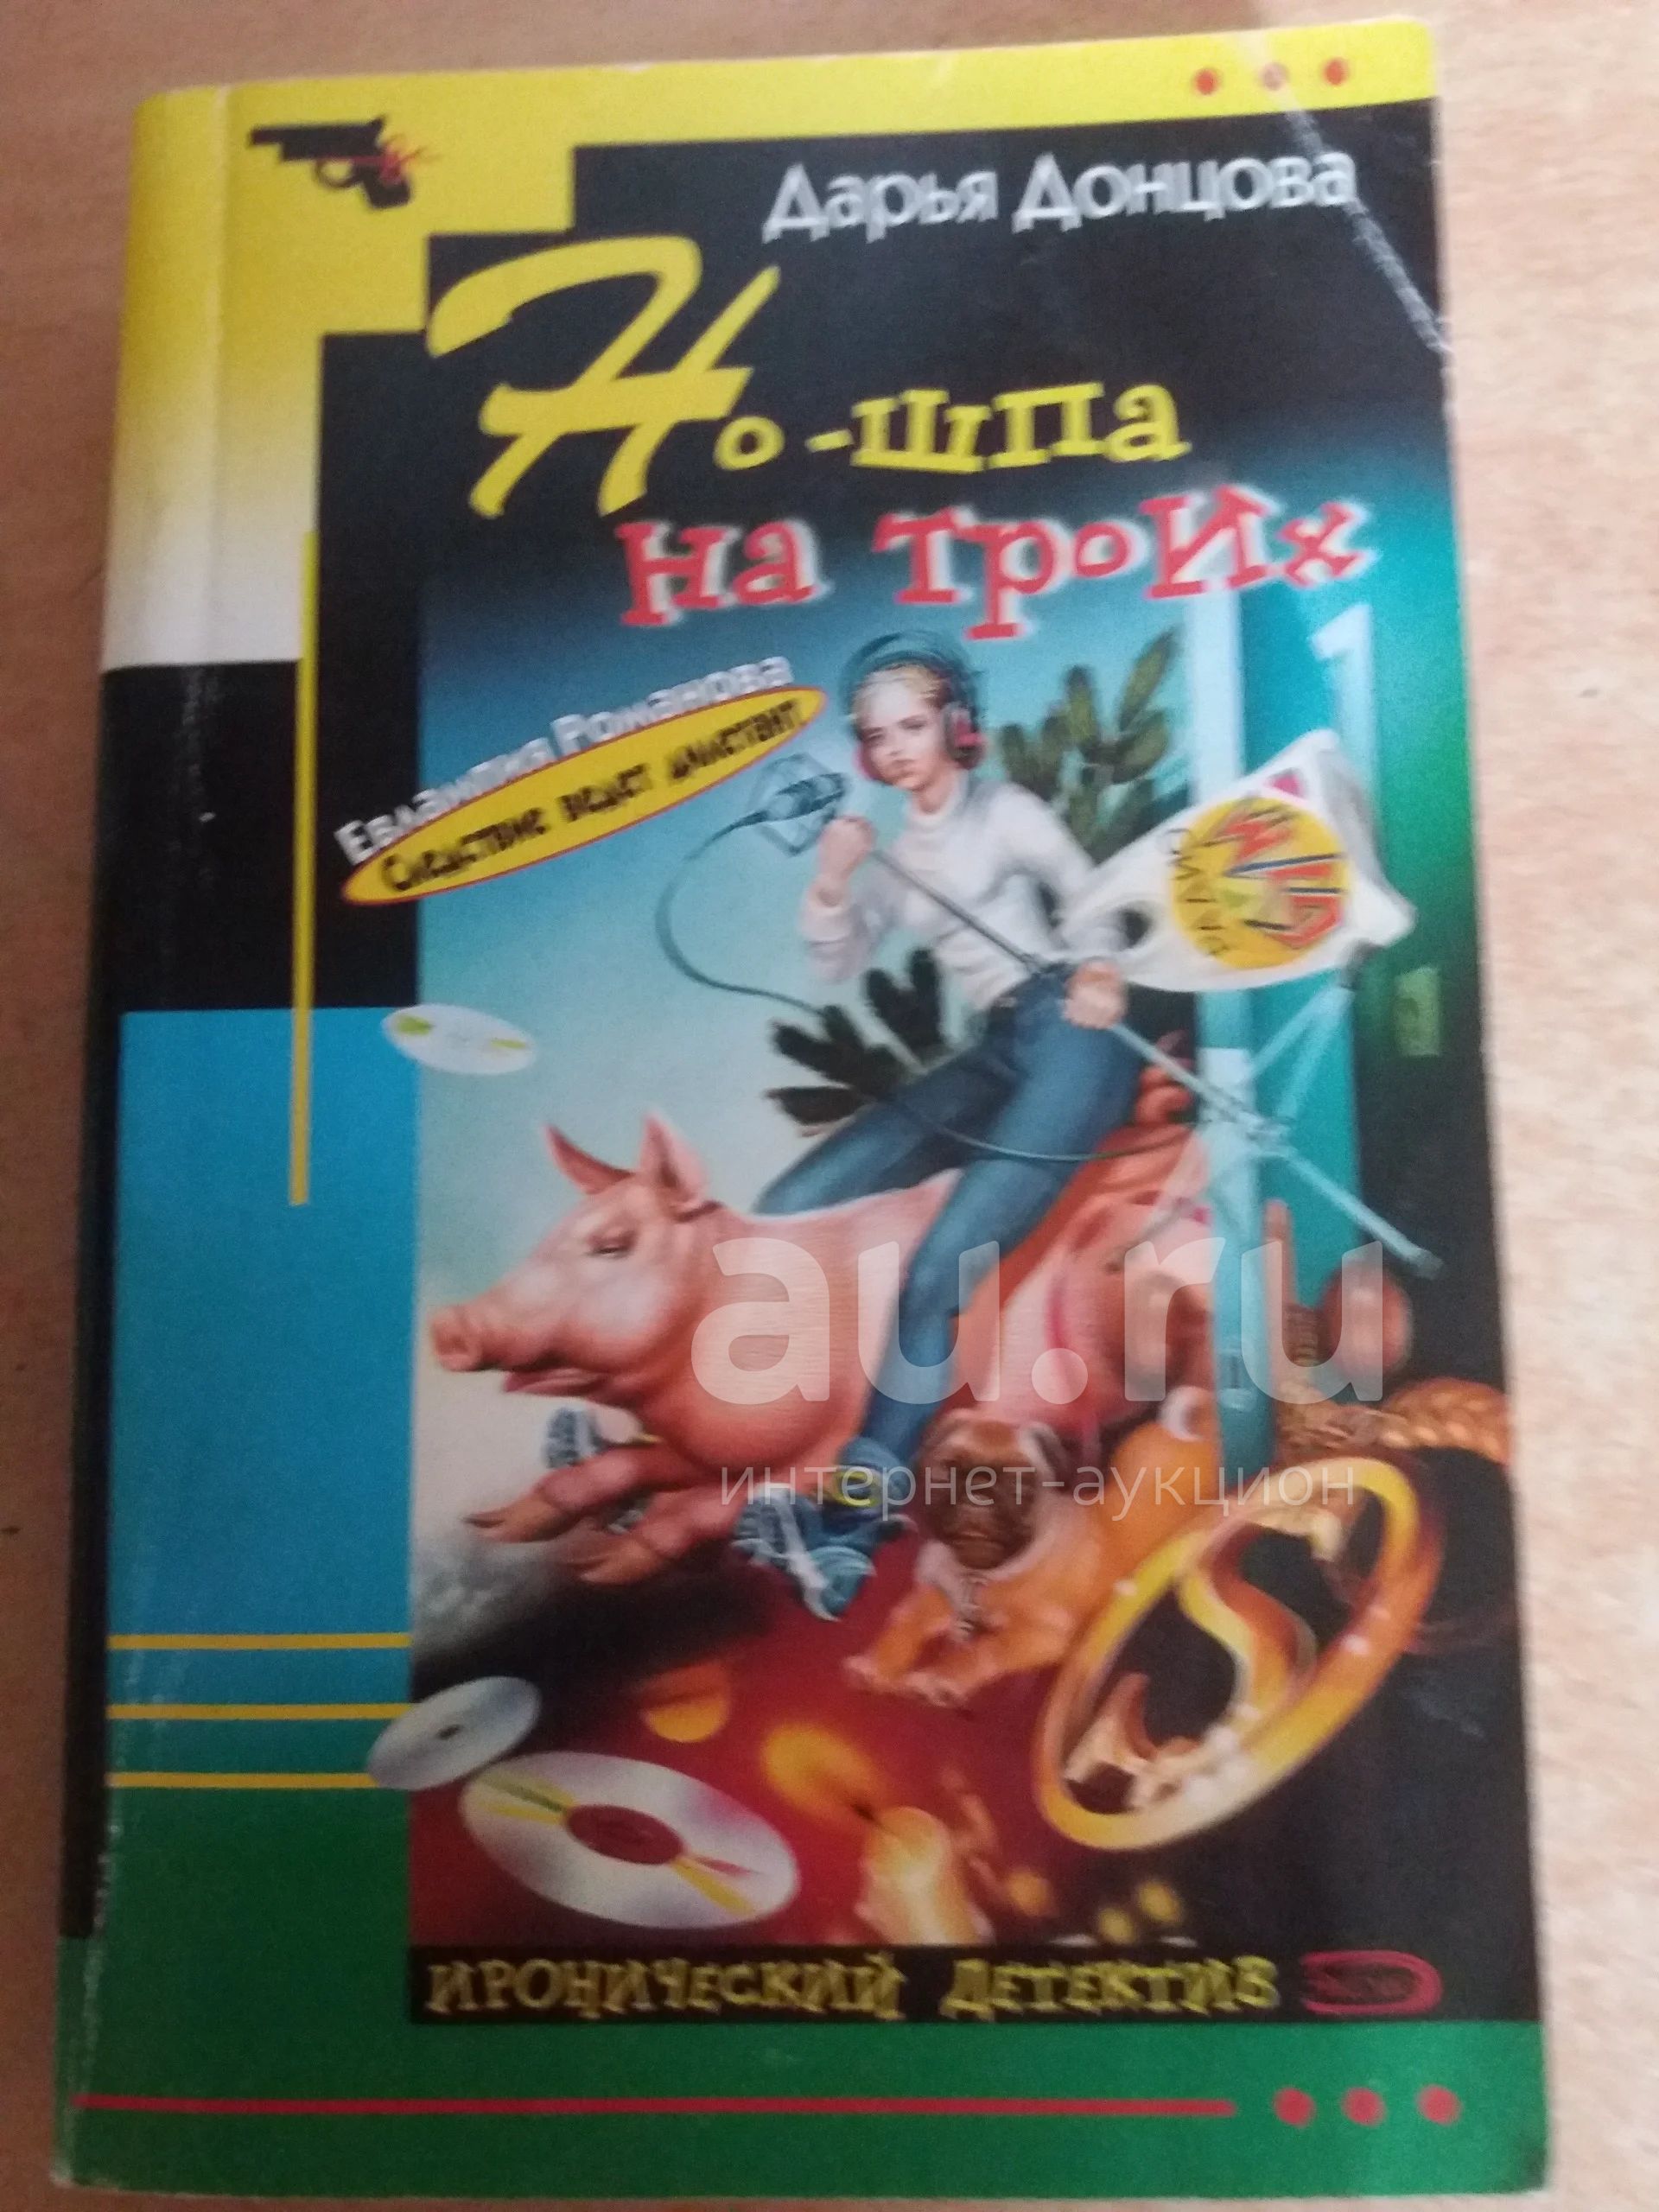 Дарья Донцова
Но-шпа
на троих
Евлампия Романова
Следствие ведет дилетант
au.ru
интернет-аукцион
ИРОНИЧЕСКИЙ ДЕТЕКТИВ